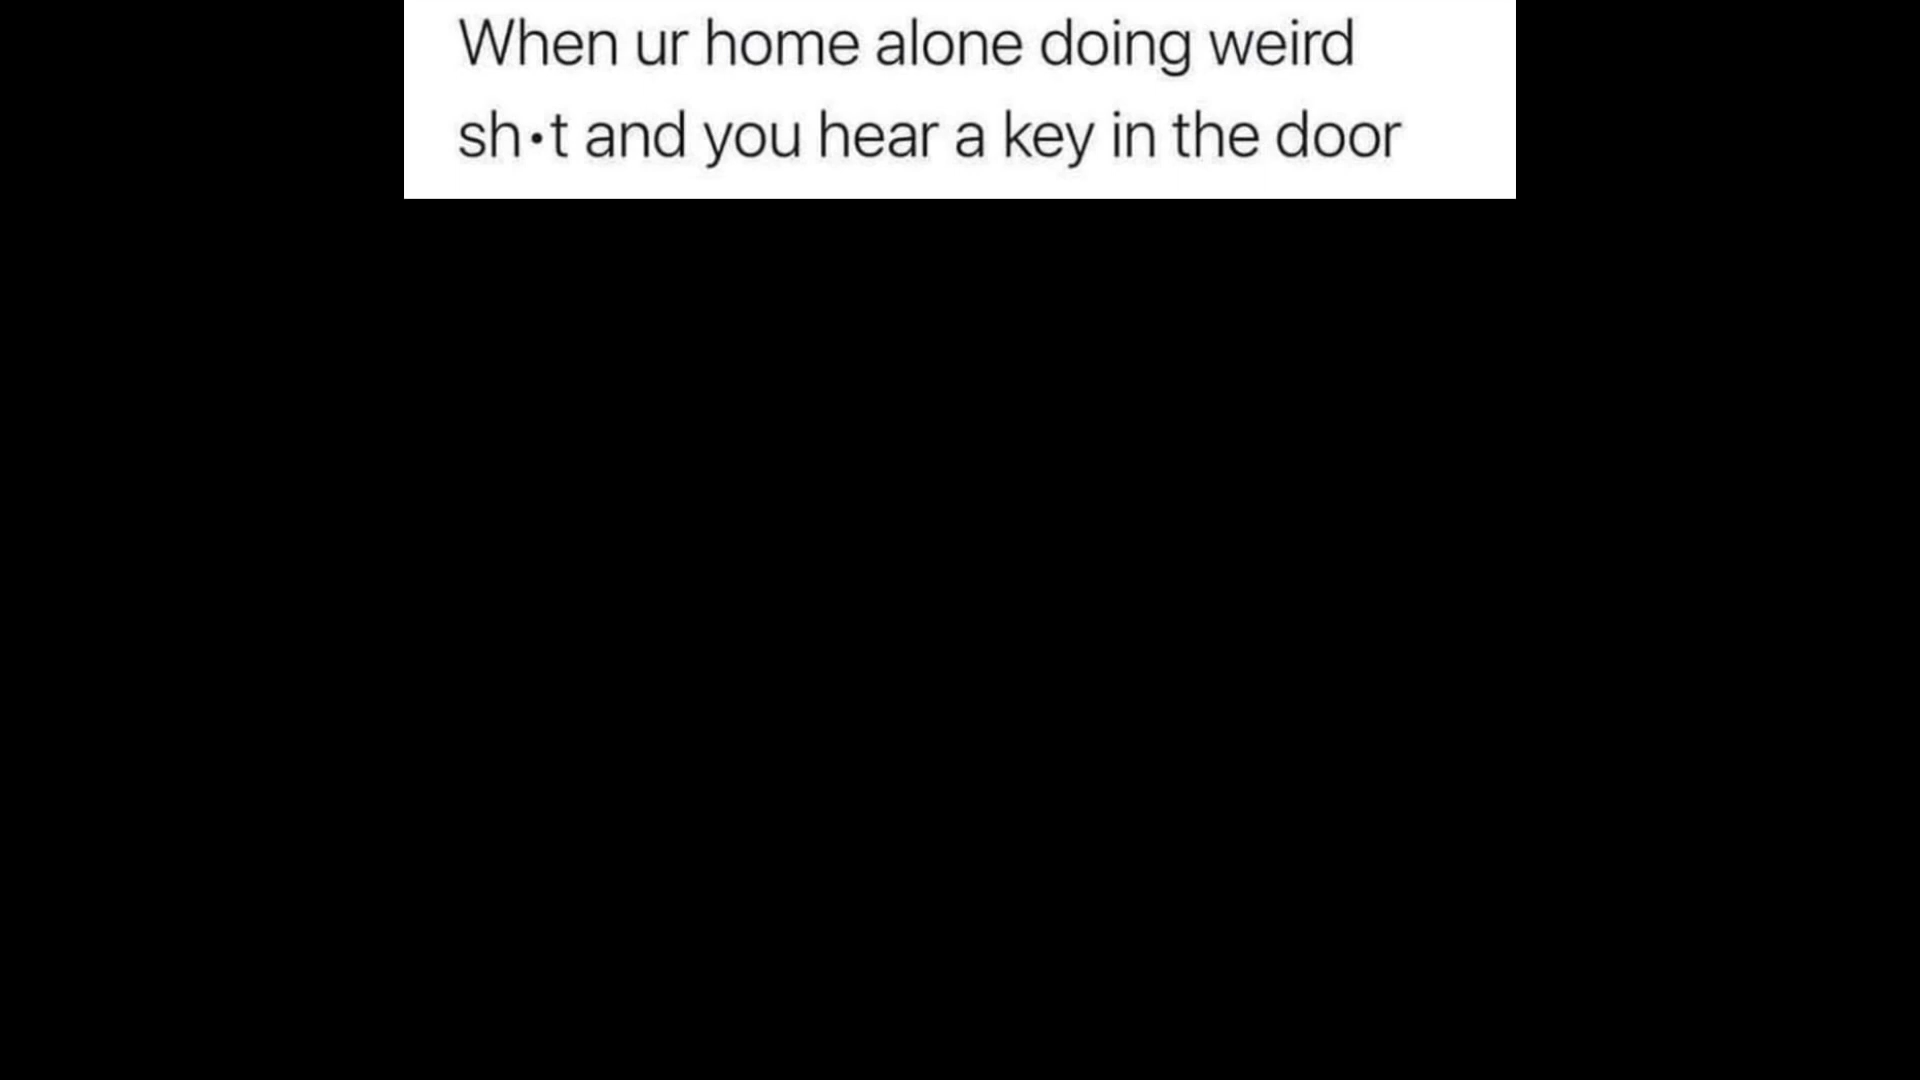 When ur home alone doing weird
sh•t and you hear a key in the door